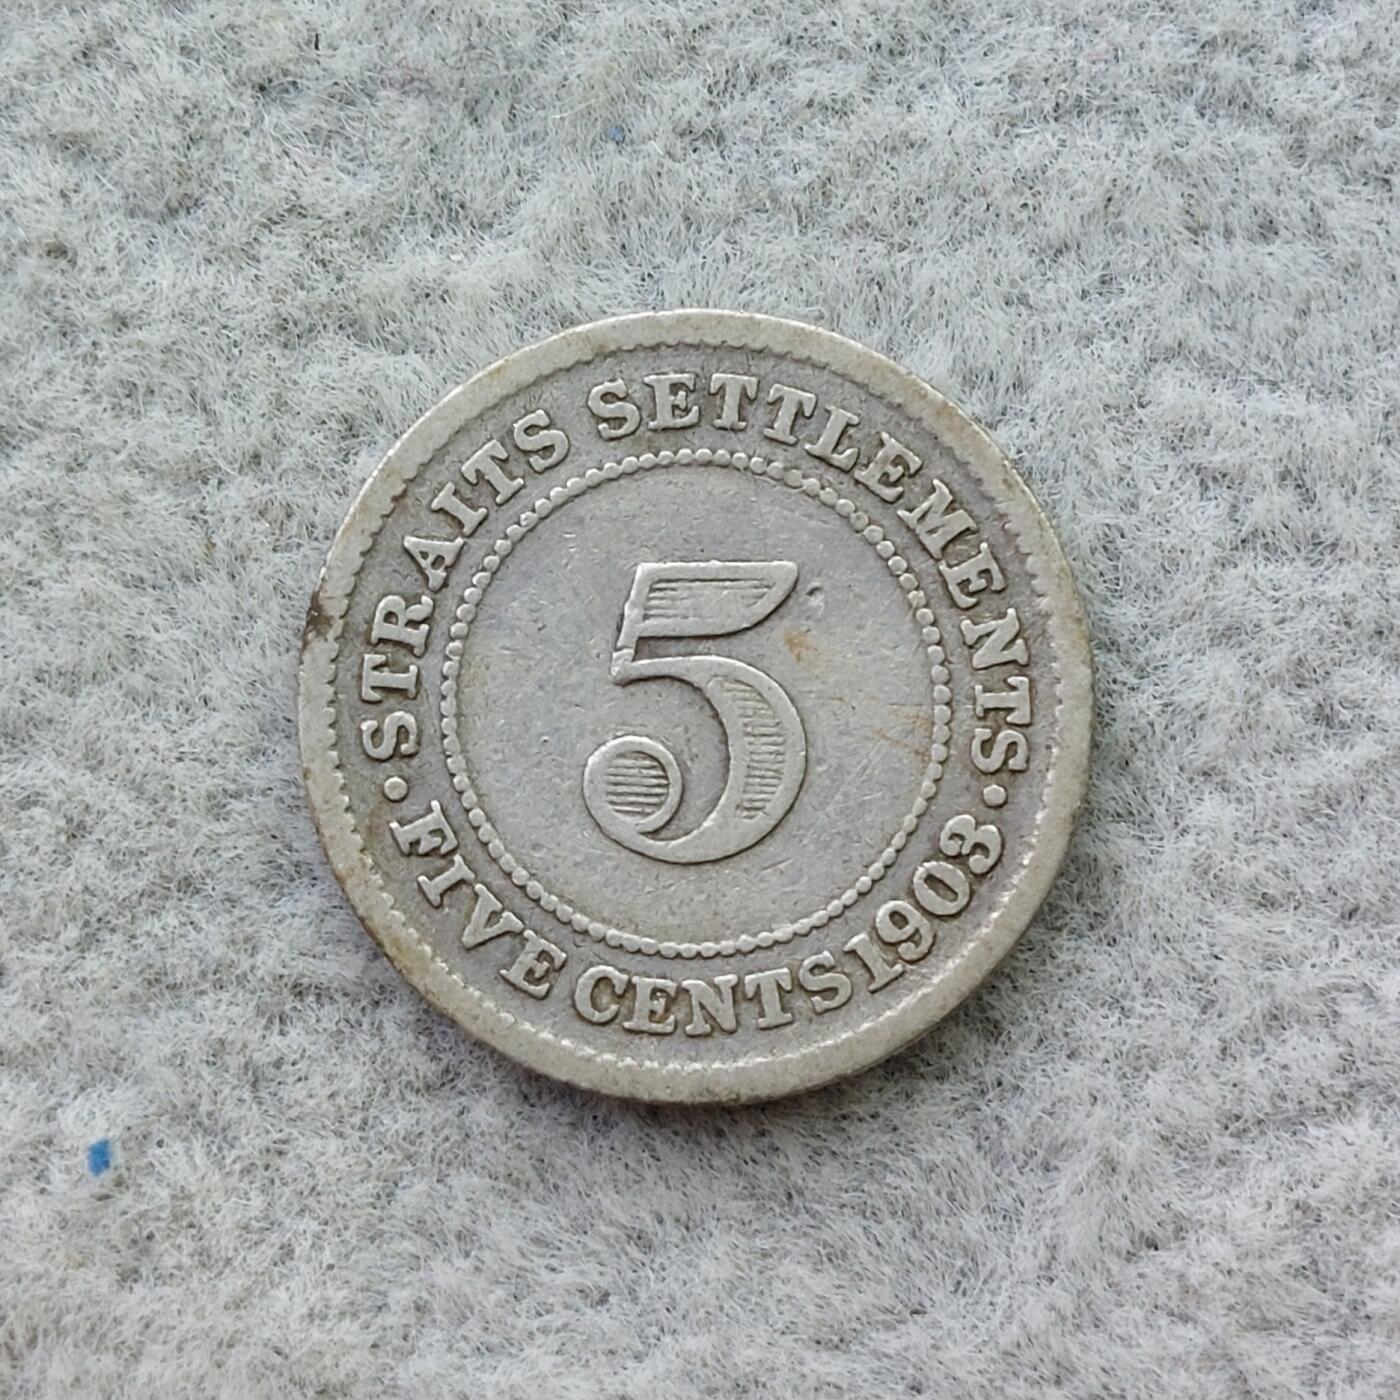 · STRAITS SETTLEMENTS ·
FIVE CENTS 1903
5